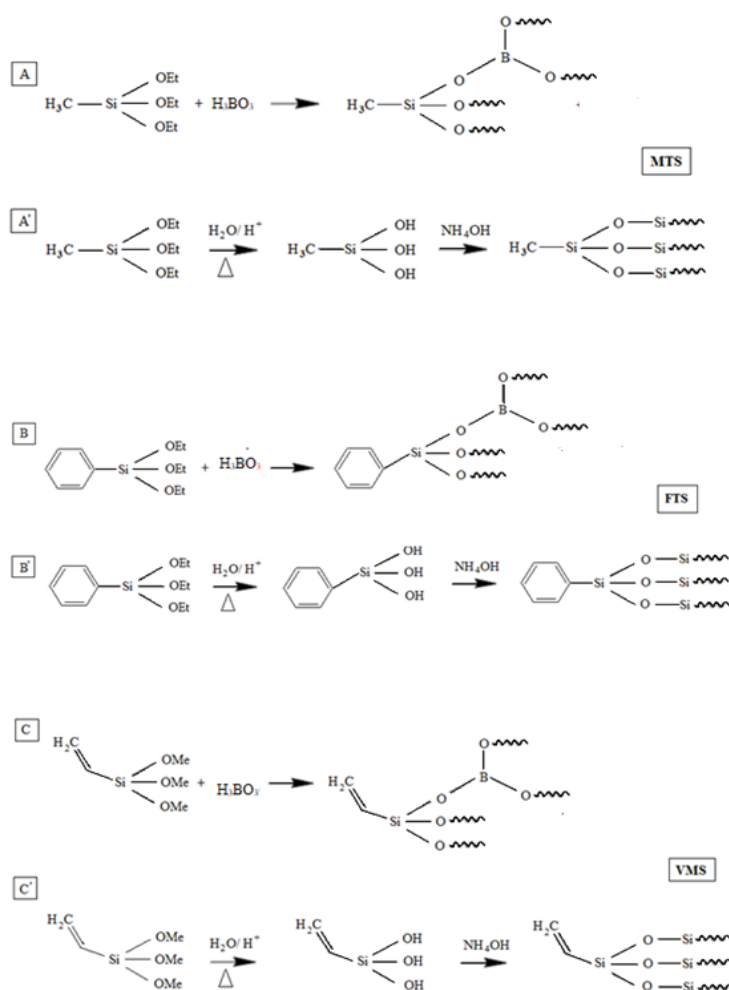 A
H₃C Si OEt OEt OEt + H₃BO₃
H₃C Si O O O B O O
MTS
A'
H₃C Si OEt OEt OEt H₂O/H⁺ △ H₃C Si OH OH OH NH₄OH H₃C Si O Si O Si O Si
B
Si OEt OEt OEt + H₃BO₃
Si O O O B O O
FTS
B'
Si OEt OEt OEt H₂O/H⁺ △ Si OH OH OH NH₄OH Si O Si O Si O Si
C
H₂C Si OMe OMe OMe + H₃BO₃
H₂C Si O O O B O O
VMS
C'
H₂C Si OMe OMe OMe H₂O/H⁺ △ Si OH OH OH NH₄OH H₂C Si O Si O Si O Si